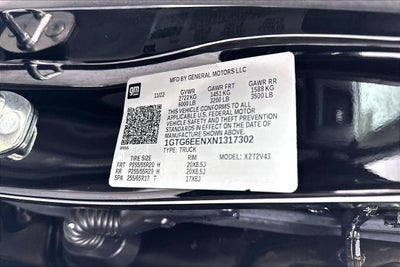 gm
MFD BY GENERAL MOTORS LLC
11/22 GVWR GAWR FRT GAWR RR
2722 KG 1451 KG 1588 KG
6000 LB 3200 LB 3500 LB
THIS VEHICLE CONFORMS TO ALL
APPLICABLE U.S. FEDERAL MOTOR
VEHICLE SAFETY AND THEFT PREVENTION
STANDARDS IN EFFECT ON THE DATE OF
MANUFACTURE SHOWN ABOVE.
1GTG6EENXN1317302
TYPE: TRUCK
TIRE SIZE RIM MODEL: X2T2V43
FRT P255/55R20 H 20X8.5J
RR P255/55R20 H 20X8.5J
SPA 255/65R17 T 17X8J